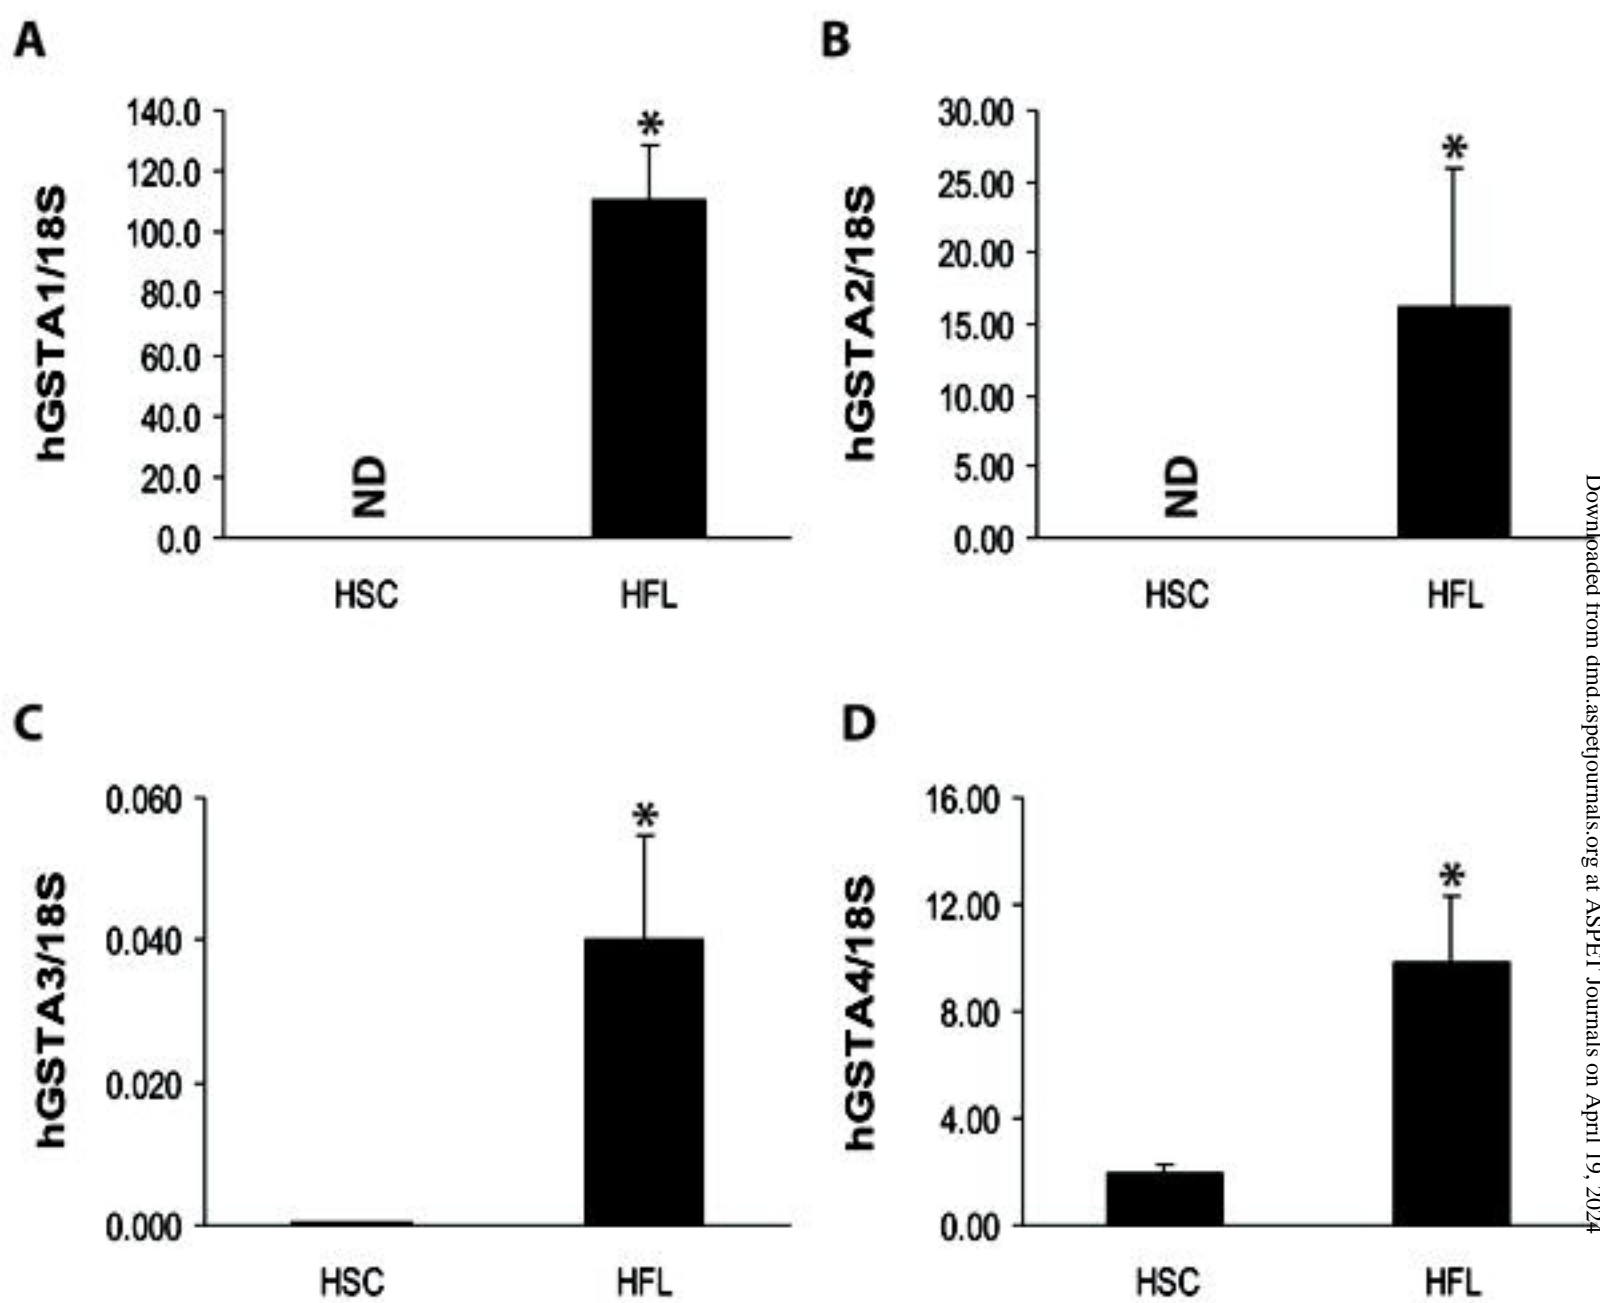 A
hGSTA1/18S
140.0
120.0
100.0
80.0
60.0
40.0
20.0
0.0
*
ND
HSC
HFL
B
hGSTA2/18S
30.00
25.00
20.00
15.00
10.00
5.00
0.00
*
ND
HSC
HFL
C
hGSTA3/18S
0.060
0.040
0.020
0.000
*
HSC
HFL
D
hGSTA4/18S
16.00
12.00
8.00
4.00
0.00
*
HSC
HFL
Downloaded from dmd.aspetjournals.org at ASPET Journals on April 19, 2024